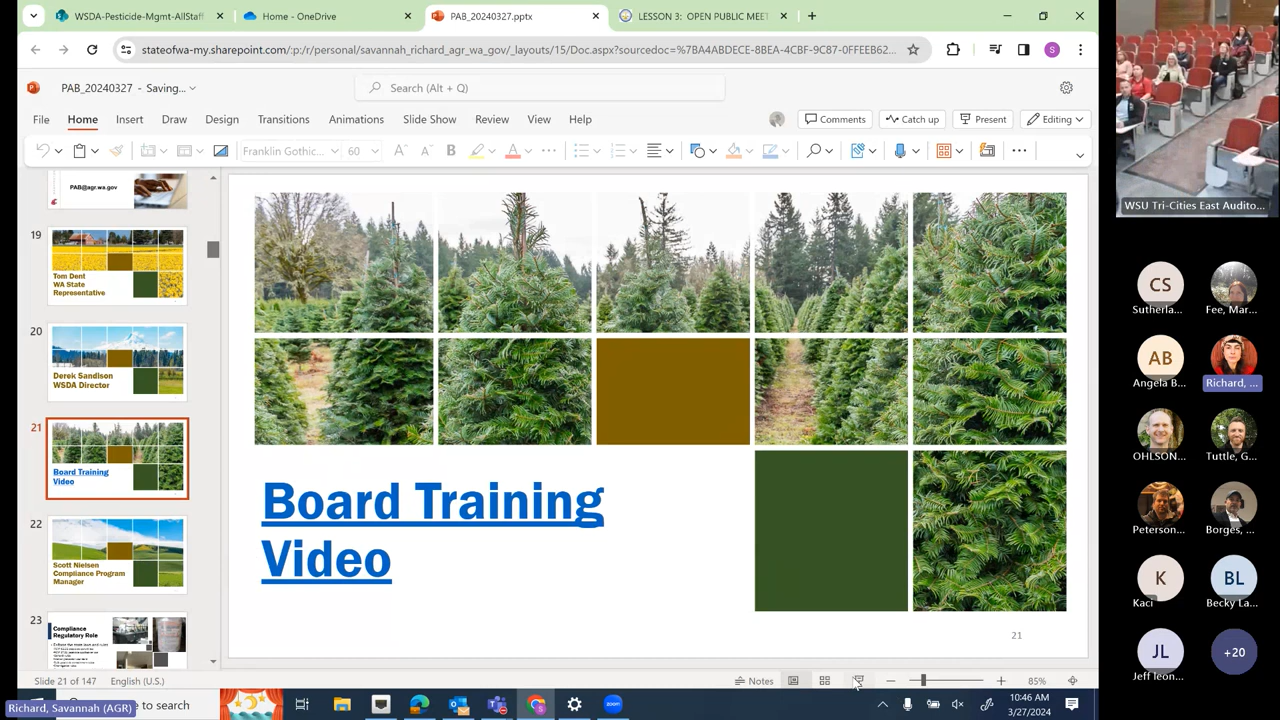 WSDA-Pesticide-Mgmt-AllStaff
Home - OneDrive
PAB_20240327.pptx
LESSON 3: OPEN PUBLIC MEET
stateofwa-my.sharepoint.com/:p:/r/personal/savannah_richard_agr_wa_gov/_layouts/15/Doc.aspx?sourcedoc=%7BA4ABDECE-8BEA-4CBF-9C87-0FFEEB62...
S
PAB_20240327 - Saving...
Search (Alt + Q)
File Home Insert Draw Design Transitions Animations Slide Show Review View Help
Comments Catch up Present Editing
Franklin Gothic... 60
PAB@agr.wa.gov
19
Tom Dent
WA State
Representative
20
Derek Sandison
WSDA Director
21
Board Training
Video
22
Scott Nielsen
Compliance Program
Manager
23
Compliance
Regulatory Role
Board Training
Video
21
Slide 21 of 147 English (U.S.)
Notes
85%
Richard, Savannah (AGR)
to search
zoom
10:46 AM
3/27/2024
WSU Tri-Cities East Audito...
CS
Sutherla...
Fee, Mar...
AB
Angela B...
Richard, ...
OHLSON...
Tuttle, G...
Peterson...
Borges, ...
K
Kaci
BL
Becky La...
JL
Jeff leon...
+20